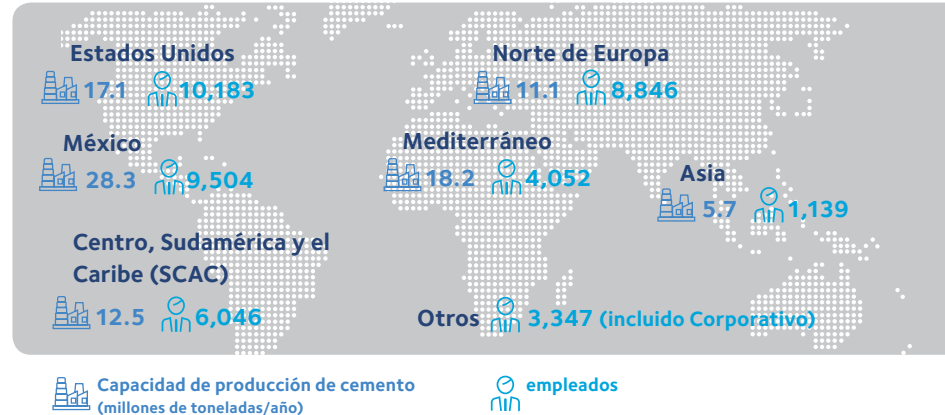 Estados Unidos
17.1 10,183
Norte de Europa
11.1 8,846
México
28.3 9,504
Mediterráneo
18.2 4,052
Asia
5.7 1,139
Centro, Sudamérica y el
Caribe (SCAC)
12.5 6,046
Otros 3,347 (incluido Corporativo)
Capacidad de producción de cemento
(millones de toneladas/año)
empleados